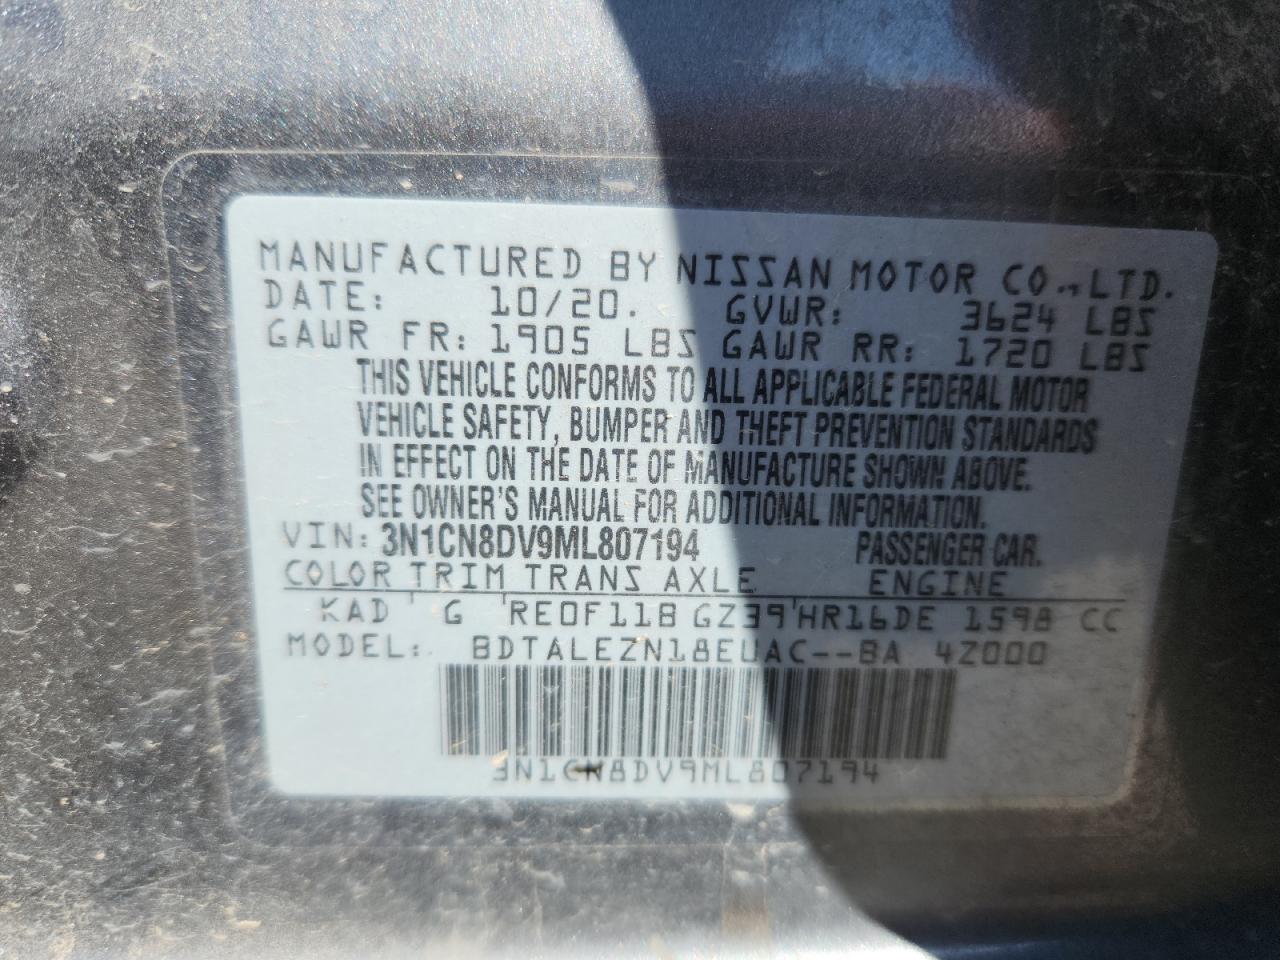 MANUFACTURED BY NISSAN MOTOR CO., LTD.
DATE: 10/20. GVWR: 3624 LBS
GAWR FR: 1905 LBS GAWR RR: 1720 LBS
THIS VEHICLE CONFORMS TO ALL APPLICABLE FEDERAL MOTOR
VEHICLE SAFETY, BUMPER AND THEFT PREVENTION STANDARDS
IN EFFECT ON THE DATE OF MANUFACTURE SHOWN ABOVE.
SEE OWNER'S MANUAL FOR ADDITIONAL INFORMATION.
VIN: 3N1CN8DV9ML807194 PASSENGER CAR.
COLOR TRIM TRANS AXLE ENGINE
KAD G RE0F11B GZ39 HR16DE 1598 CC
MODEL: BDTALEZN18EUAC--BA 4Z000
3N1CN8DV9ML807194